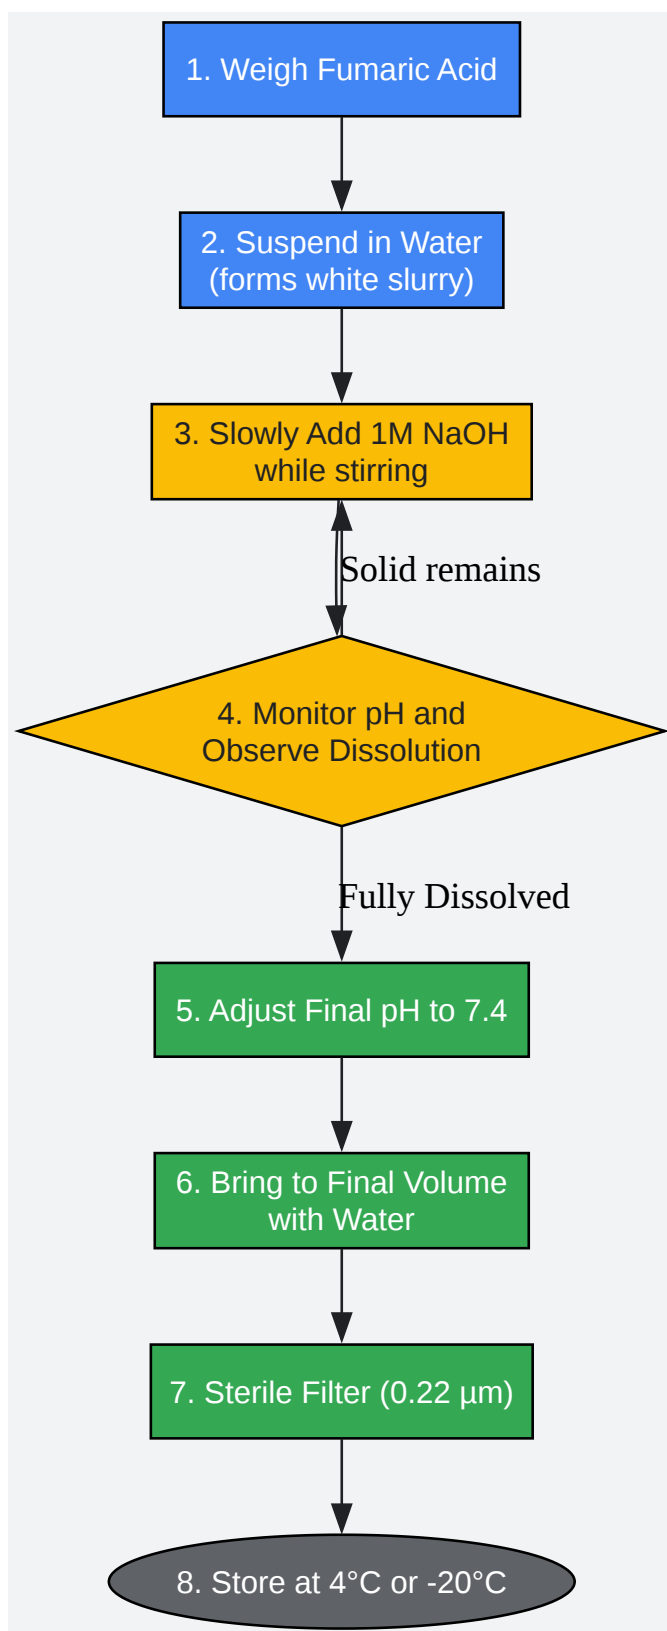 1. Weigh Fumaric Acid
2. Suspend in Water
(forms white slurry)
3. Slowly Add 1M NaOH
while stirring
Solid remains
4. Monitor pH and
Observe Dissolution
Fully Dissolved
5. Adjust Final pH to 7.4
6. Bring to Final Volume
with Water
7. Sterile Filter (0.22 µm)
8. Store at 4°C or -20°C